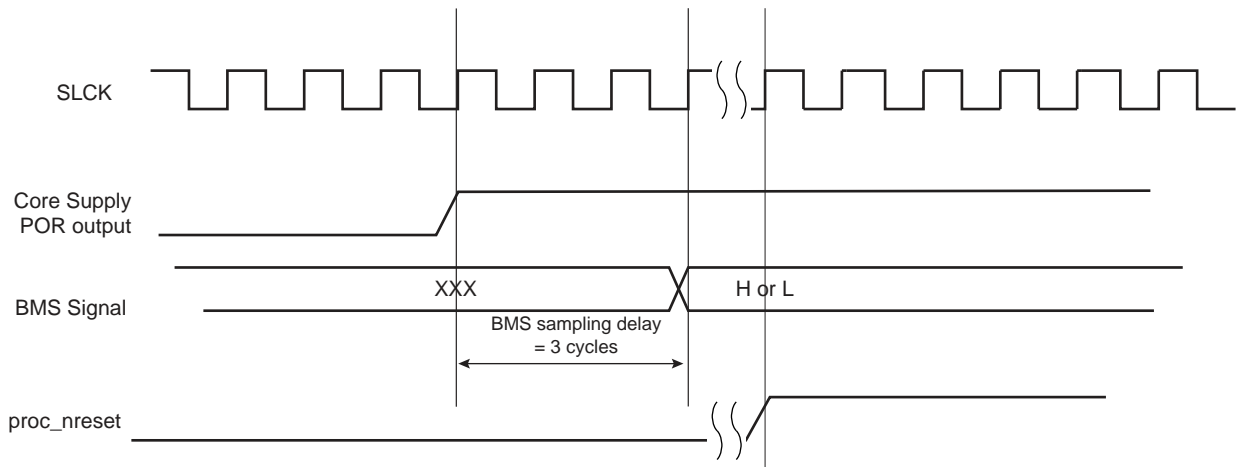 SLCK
Core Supply
POR output
BMS Signal
XXX
H or L
BMS sampling delay
= 3 cycles
proc_nreset